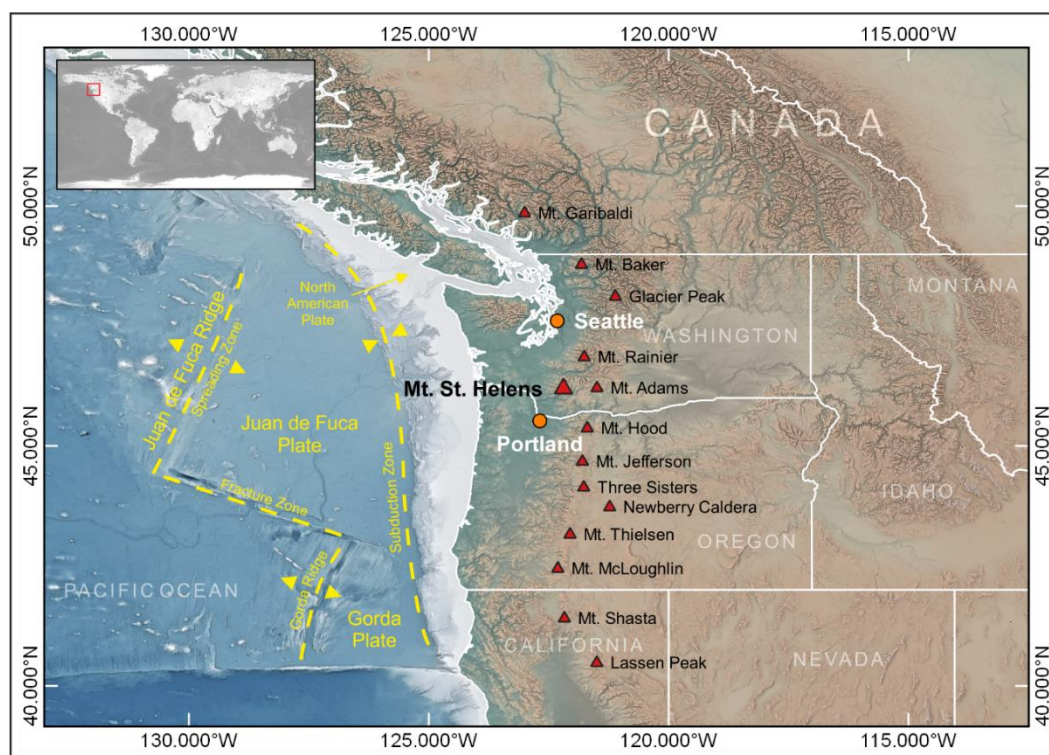 130.000°W
125.000°W
120.000°W
115.000°W
50.000°N
50.000°N
CANADA
Mt. Garibaldi
Mt. Baker
Glacier Peak
MONTANA
North
American
Plate
Seattle
WASHINGTON
Juan de Fuca Ridge
Spreading Zone
Mt. Rainier
Mt. St. Helens
Mt. Adams
Juan de Fuca
Plate
Portland
Mt. Hood
45.000°N
45.000°N
Subduction Zone
Mt. Jefferson
Fracture Zone
Three Sisters
IDAHO
Newberry Caldera
Mt. Thielsen
OREGON
Mt. McLoughlin
PACIFIC OCEAN
Gorda Ridge
Gorda
Plate
Mt. Shasta
CALIFORNIA
Lassen Peak
NEVADA
40.000°N
40.000°N
130.000°W
125.000°W
120.000°W
115.000°W